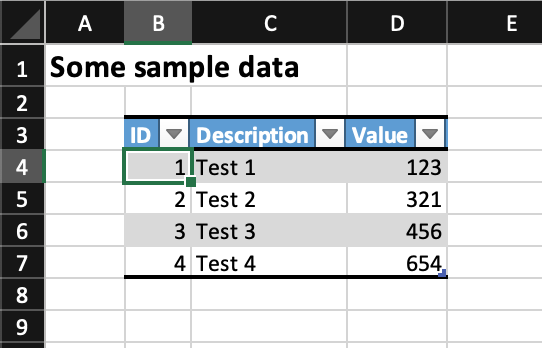 A B C D E
1 Some sample data
2
3 ID Description Value
4 1 Test 1 123
5 2 Test 2 321
6 3 Test 3 456
7 4 Test 4 654
8
9